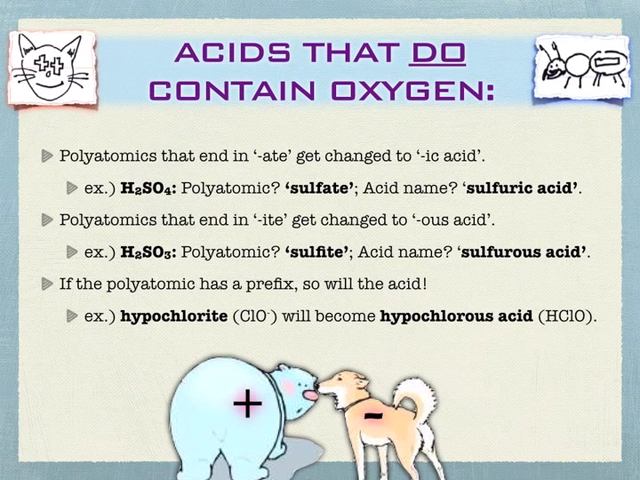 ACIDS THAT DO
CONTAIN OXYGEN:
Polyatomics that end in ‘-ate’ get changed to ‘-ic acid’.
ex.) H₂SO₄: Polyatomic? ‘sulfate’; Acid name? ‘sulfuric acid’.
Polyatomics that end in ‘-ite’ get changed to ‘-ous acid’.
ex.) H₂SO₃: Polyatomic? ‘sulfite’; Acid name? ‘sulfurous acid’.
If the polyatomic has a prefix, so will the acid!
ex.) hypochlorite (ClO⁻) will become hypochlorous acid (HClO).
+ -